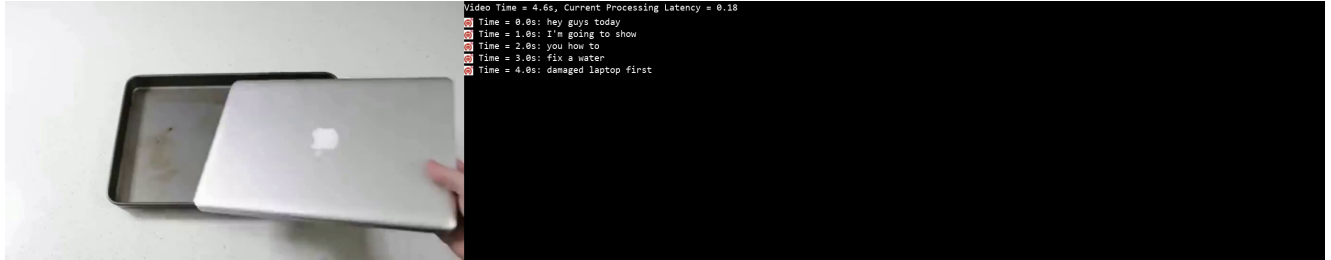 Video Time = 4.6s, Current Processing Latency = 0.18
Time = 0.0s: hey guys today
Time = 1.0s: I'm going to show
Time = 2.0s: you how to
Time = 3.0s: fix a water
Time = 4.0s: damaged laptop first